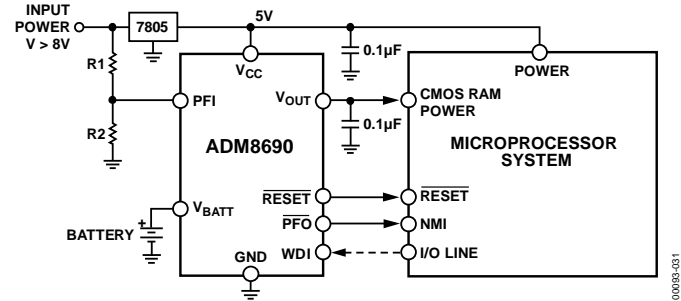 INPUT
POWER
V > 8V
7805
5V
R1
R2
0.1µF
VCC
PFI
VOUT
0.1µF
ADM8690
VBATT
BATTERY
+
RESET
PFO
WDI
GND
POWER
CMOS RAM
POWER
MICROPROCESSOR
SYSTEM
RESET
NMI
I/O LINE
00093-031